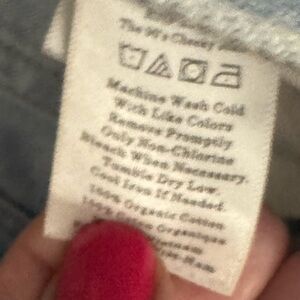 The 90's Cheeky
Machine Wash Cold
With Like Colors
Remove Promptly
Only Non-Chlorine
Bleach When Necessary.
Tumble Dry Low.
Cool Iron If Needed.
100% Organic Cotton
Organique